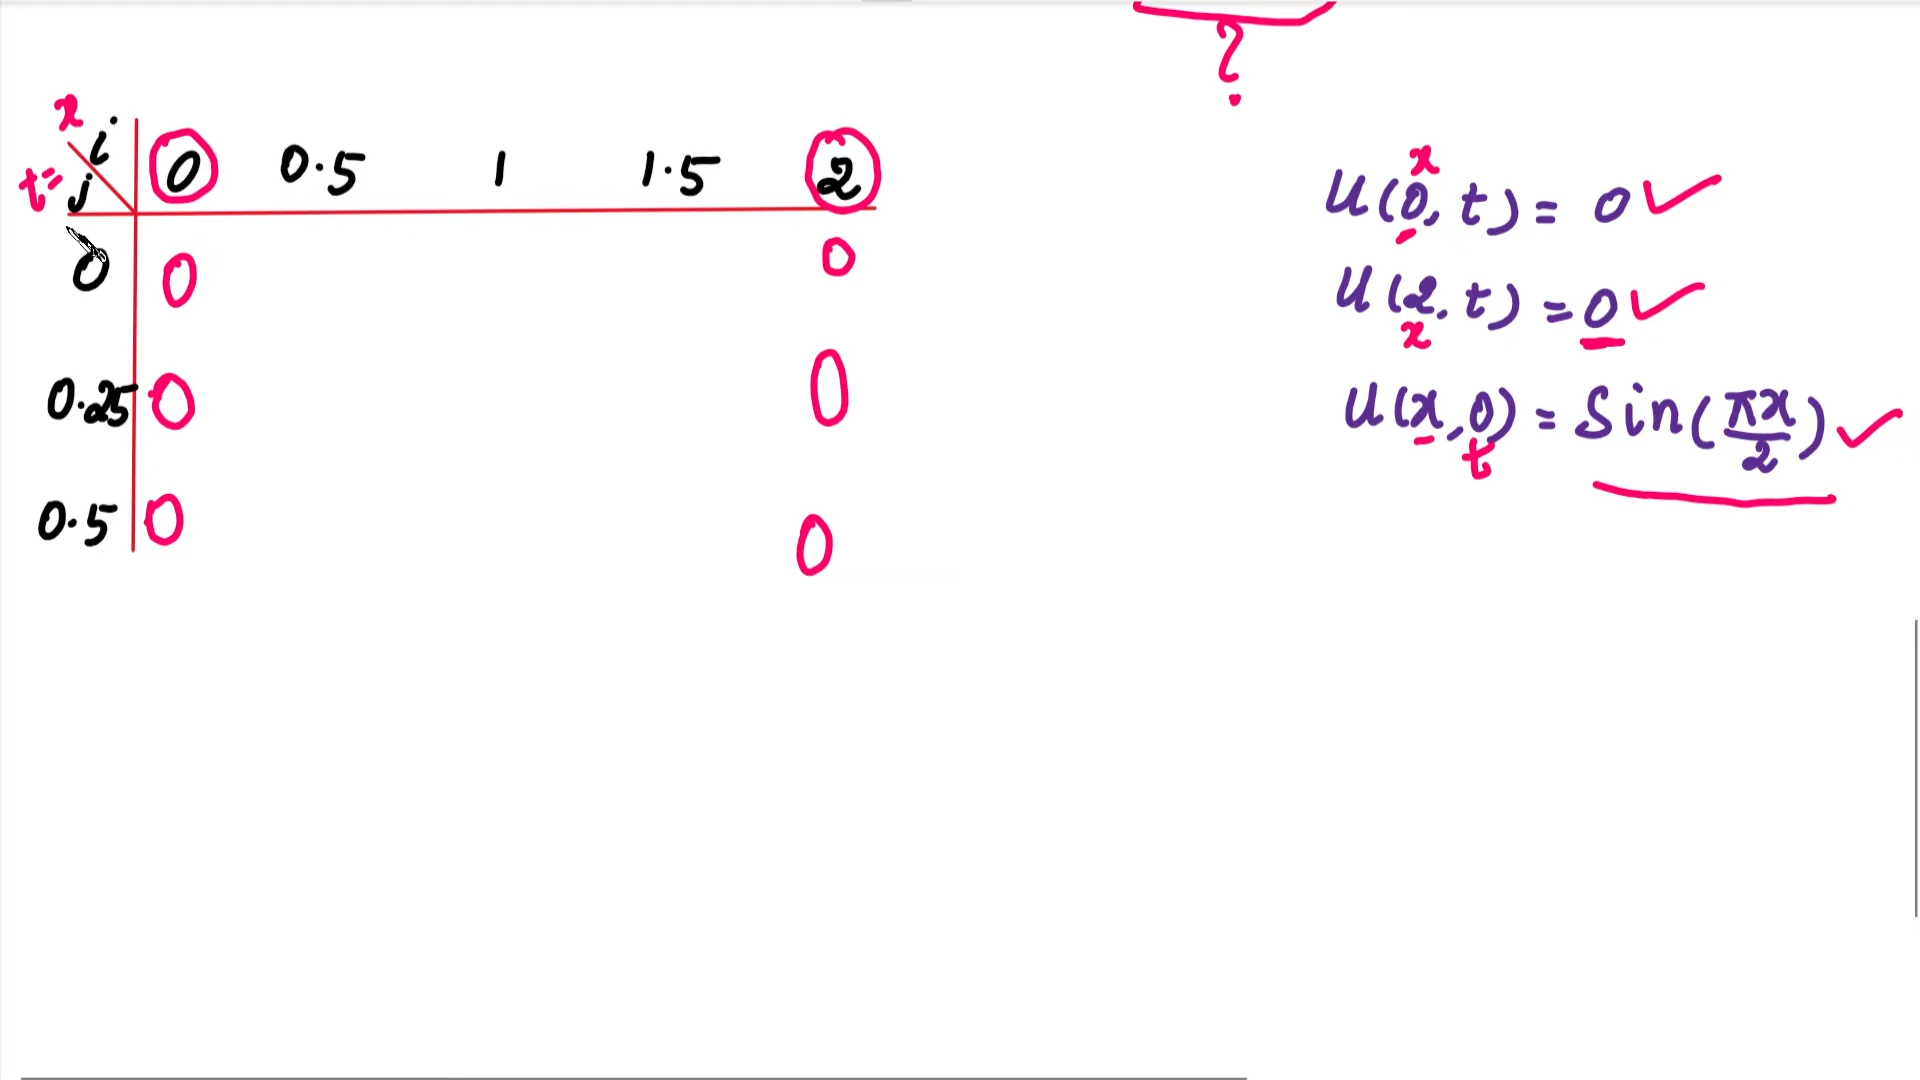 ?
x i
t= j
0 0.5 1 1.5 2
0 0 0
0.25 0 0
0.5 0 0
x
u(0, t) = 0 ✓
u(2, t) = 0 ✓
x
u(x, 0) = Sin(πx/2) ✓
t